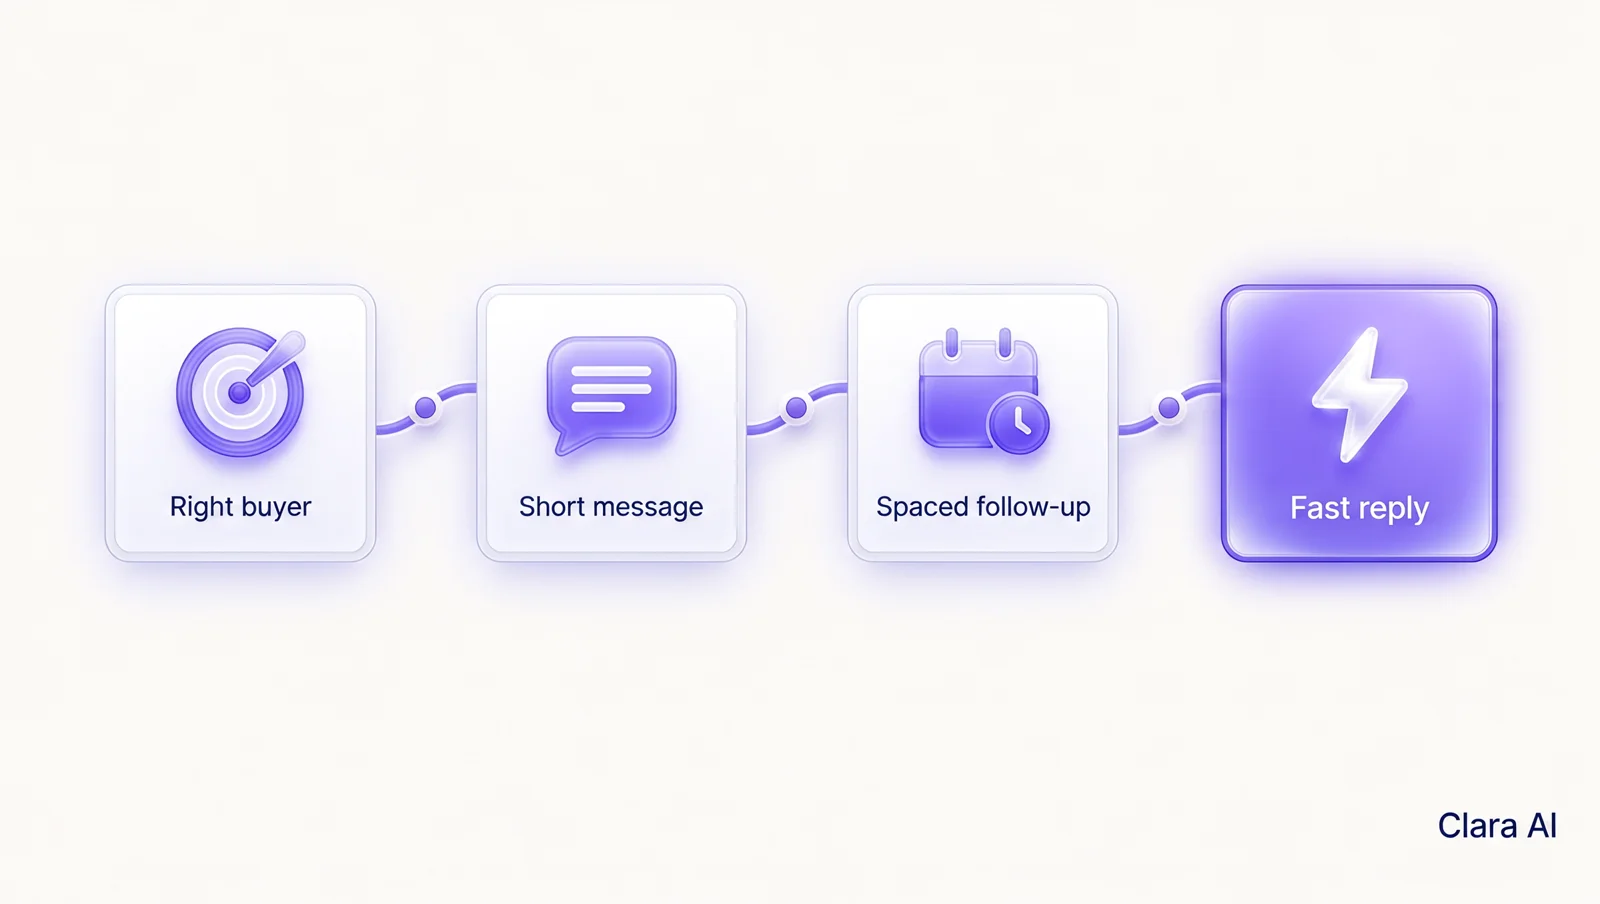 Right buyer
Short message
Spaced follow-up
Fast reply
Clara AI